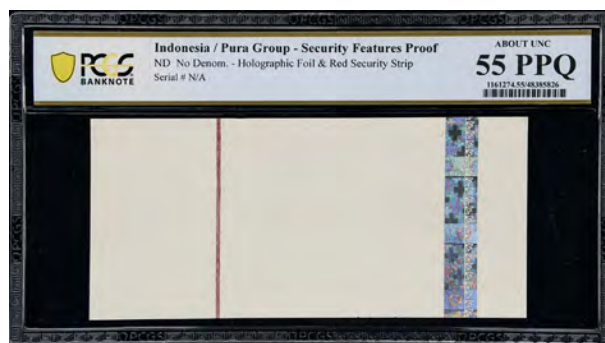 PCGS
BANKNOTE
Indonesia / Pura Group - Security Features Proof
ND No Denom. - Holographic Foil & Red Security Strip
Serial # N/A
ABOUT UNC
55 PPQ
1161274.55/48385826